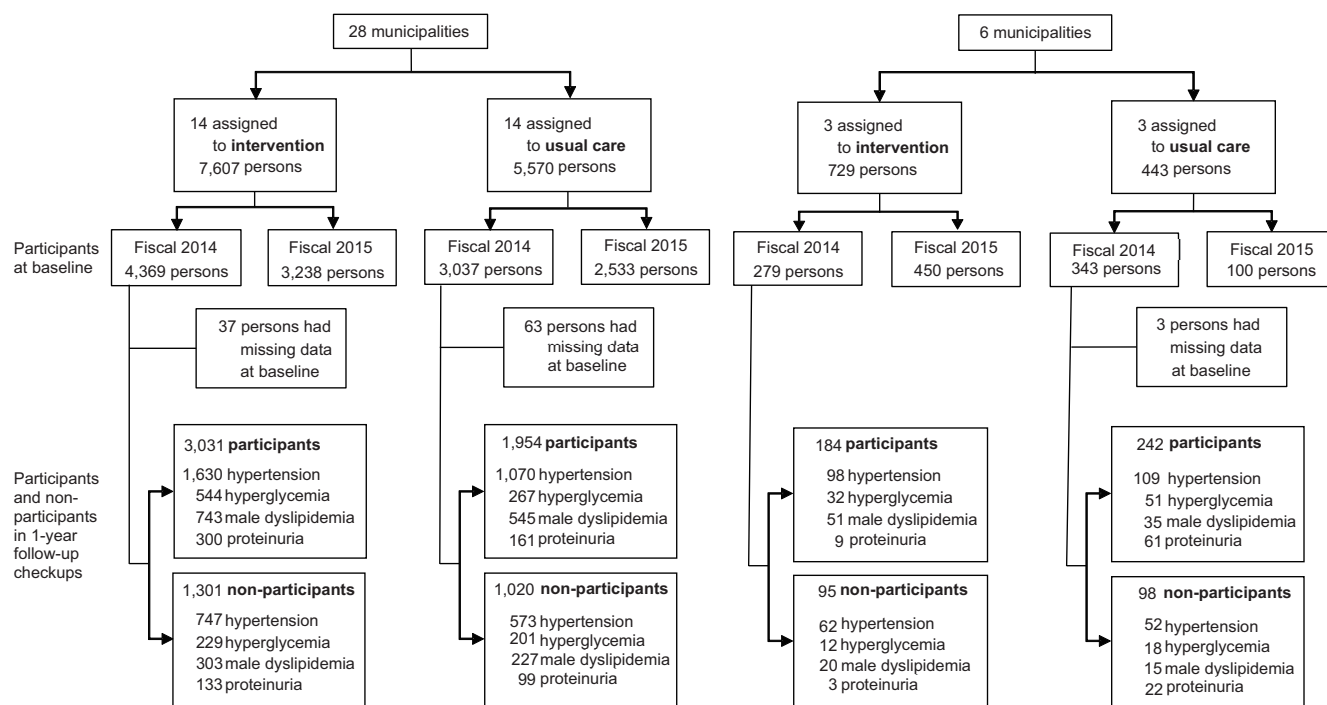 28 municipalities
6 municipalities
14 assigned
to intervention
7,607 persons
14 assigned
to usual care
5,570 persons
3 assigned
to intervention
729 persons
3 assigned
to usual care
443 persons
Participants
at baseline
Fiscal 2014
4,369 persons
Fiscal 2015
3,238 persons
Fiscal 2014
3,037 persons
Fiscal 2015
2,533 persons
Fiscal 2014
279 persons
Fiscal 2015
450 persons
Fiscal 2014
343 persons
Fiscal 2015
100 persons
37 persons had
missing data
at baseline
63 persons had
missing data
at baseline
3 persons had
missing data
at baseline
Participants
and non-
participants
in 1-year
follow-up
checkups
3,031 participants
1,630 hypertension
544 hyperglycemia
743 male dyslipidemia
300 proteinuria
1,954 participants
1,070 hypertension
267 hyperglycemia
545 male dyslipidemia
161 proteinuria
184 participants
98 hypertension
32 hyperglycemia
51 male dyslipidemia
9 proteinuria
242 participants
109 hypertension
51 hyperglycemia
35 male dyslipidemia
61 proteinuria
1,301 non-participants
747 hypertension
229 hyperglycemia
303 male dyslipidemia
133 proteinuria
1,020 non-participants
573 hypertension
201 hyperglycemia
227 male dyslipidemia
99 proteinuria
95 non-participants
62 hypertension
12 hyperglycemia
20 male dyslipidemia
3 proteinuria
98 non-participants
52 hypertension
18 hyperglycemia
15 male dyslipidemia
22 proteinuria